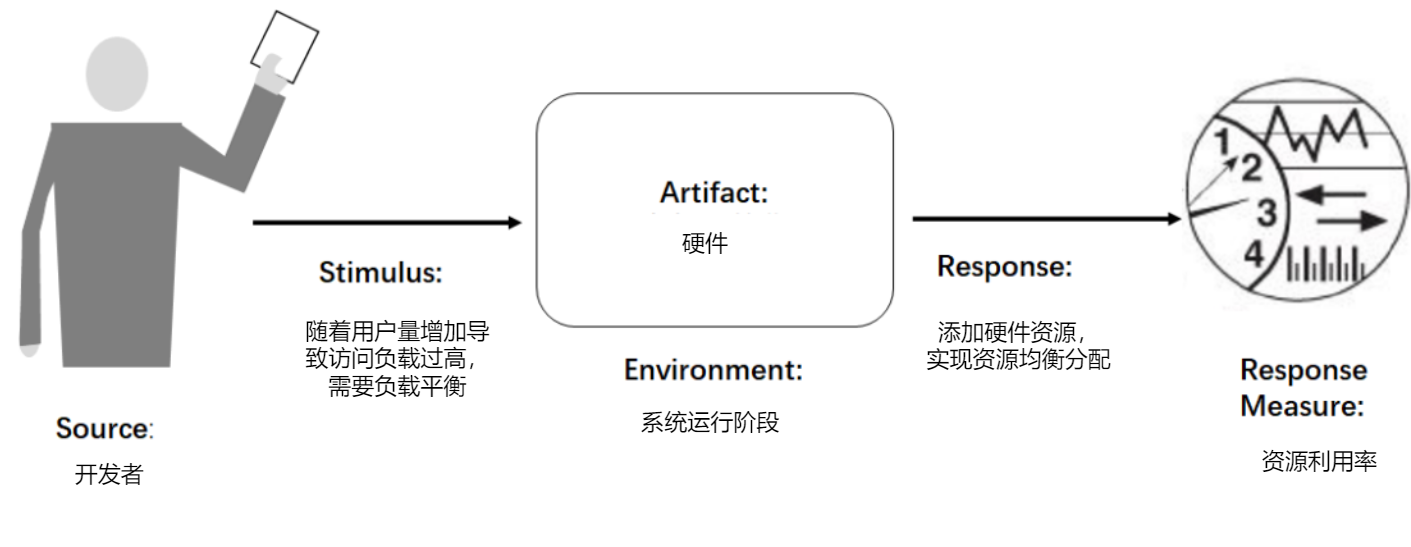 Source:
开发者
Stimulus:
随着用户量增加导
致访问负载过高，
需要负载平衡
Artifact:
硬件
Environment:
系统运行阶段
Response:
添加硬件资源，
实现资源均衡分配
1
2
3
4
Response
Measure:
资源利用率